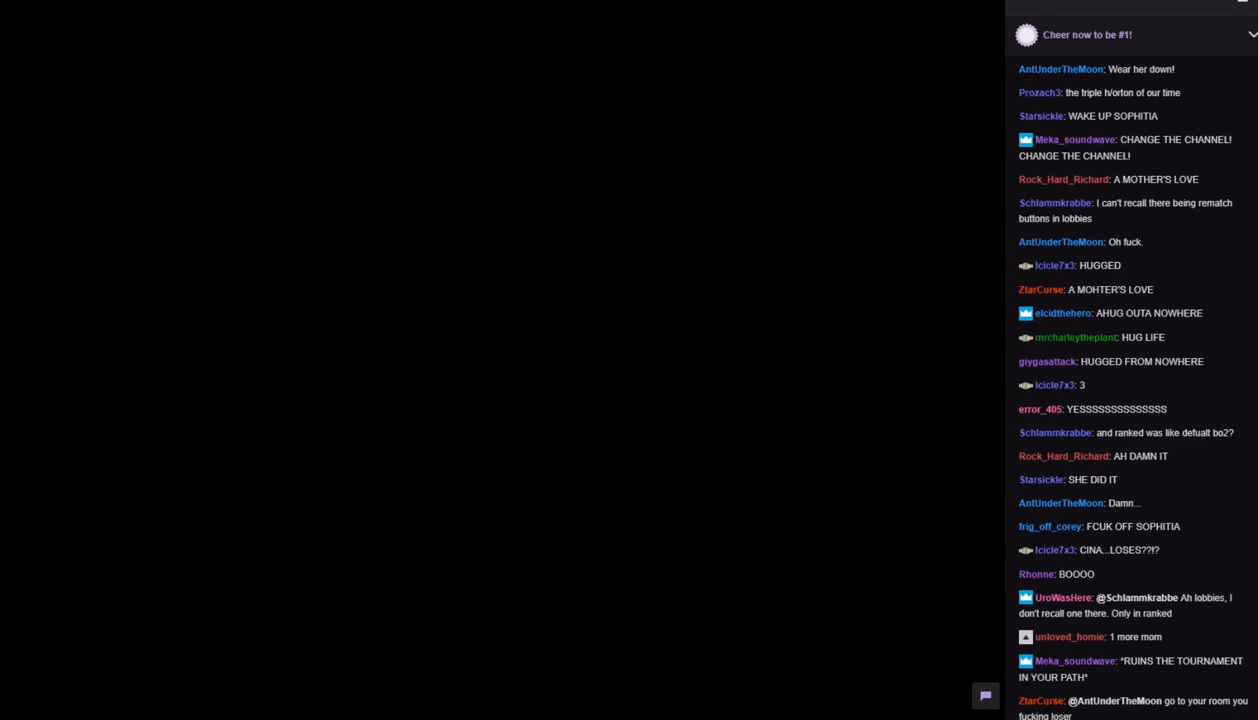 Cheer now to be #1!
AntUnderTheMoon: Wear her down!
Prozach3: the triple h/orton of our time
Starsickle: WAKE UP SOPHITIA
Meka_soundwave: CHANGE THE CHANNEL!
CHANGE THE CHANNEL!
Rock_Hard_Richard: A MOTHER'S LOVE
Schlammkrabbe: I can't recall there being rematch
buttons in lobbies
AntUnderTheMoon: Oh fuck.
Icicle7x3: HUGGED
ZtarCurse: A MOHTER'S LOVE
elcidthehero: AHUG OUTA NOWHERE
mrcharleytheplant: HUG LIFE
giygasattack: HUGGED FROM NOWHERE
Icicle7x3: 3
error_405: YESSSSSSSSSSSSS
Schlammkrabbe: and ranked was like defualt bo2?
Rock_Hard_Richard: AH DAMN IT
Starsickle: SHE DID IT
AntUnderTheMoon: Damn...
frig_off_corey: FCUK OFF SOPHITIA
Icicle7x3: CINA...LOSES??!?
Rhonne: BOOOO
UroWasHere: @Schlammkrabbe Ah lobbies, I
don't recall one there. Only in ranked
unloved_homie: 1 more mom
Meka_soundwave: *RUINS THE TOURNAMENT
IN YOUR PATH*
ZtarCurse: @AntUnderTheMoon go to your room you
fucking loser